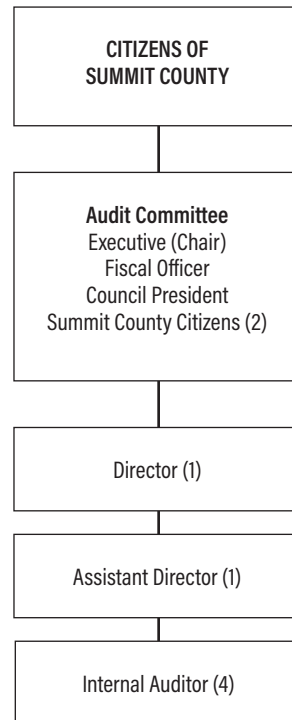 CITIZENS OF
SUMMIT COUNTY
Audit Committee
Executive (Chair)
Fiscal Officer
Council President
Summit County Citizens (2)
Director (1)
Assistant Director (1)
Internal Auditor (4)